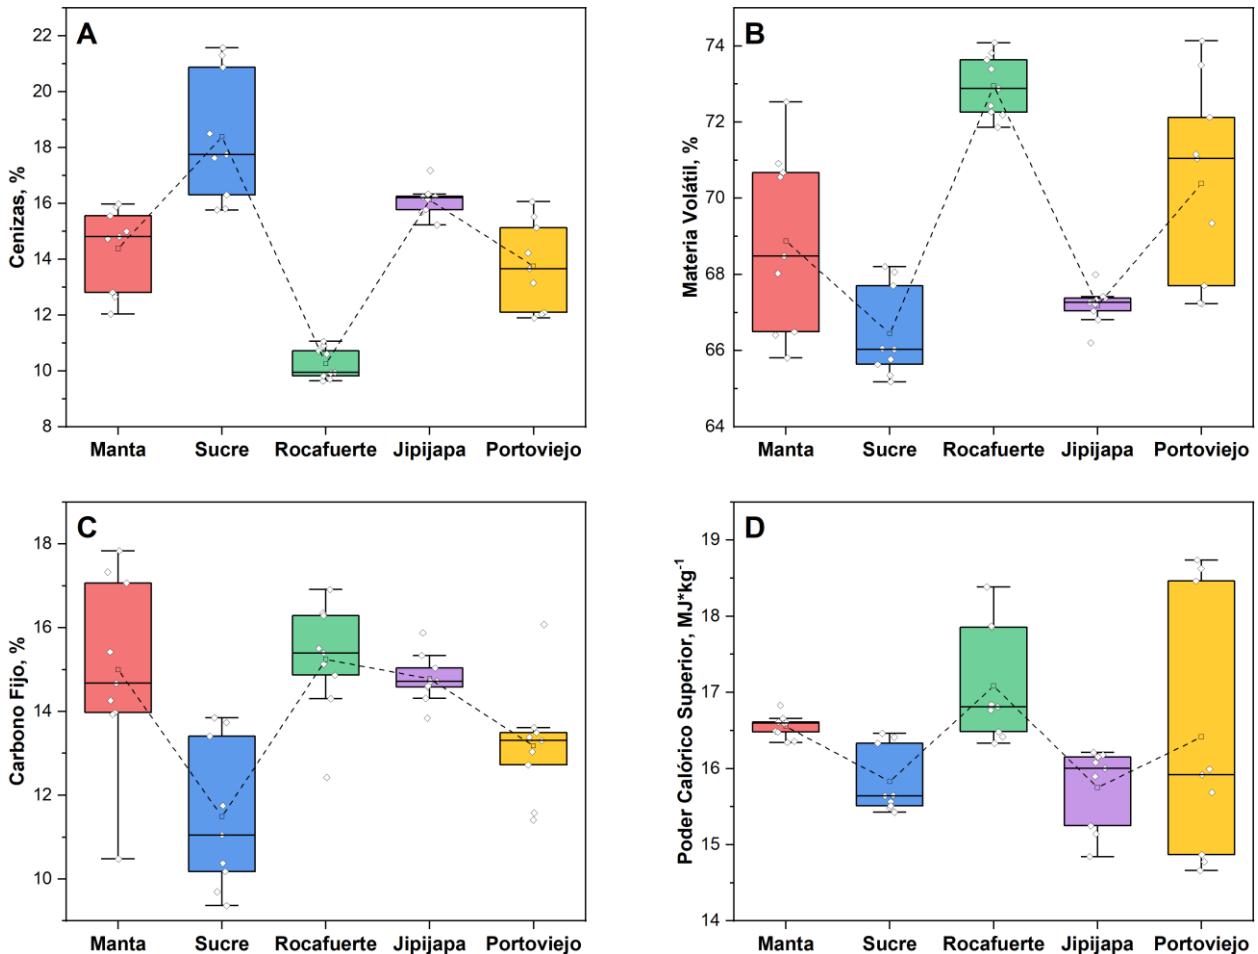 A
Cenizas, %
22
20
18
16
14
12
10
8
Manta Sucre Rocafuerte Jipijapa Portoviejo
B
Materia Volátil, %
74
72
70
68
66
64
Manta Sucre Rocafuerte Jipijapa Portoviejo
C
Carbono Fijo, %
18
16
14
12
10
Manta Sucre Rocafuerte Jipijapa Portoviejo
D
Poder Calórico Superior, MJ*kg⁻¹
19
18
17
16
15
14
Manta Sucre Rocafuerte Jipijapa Portoviejo